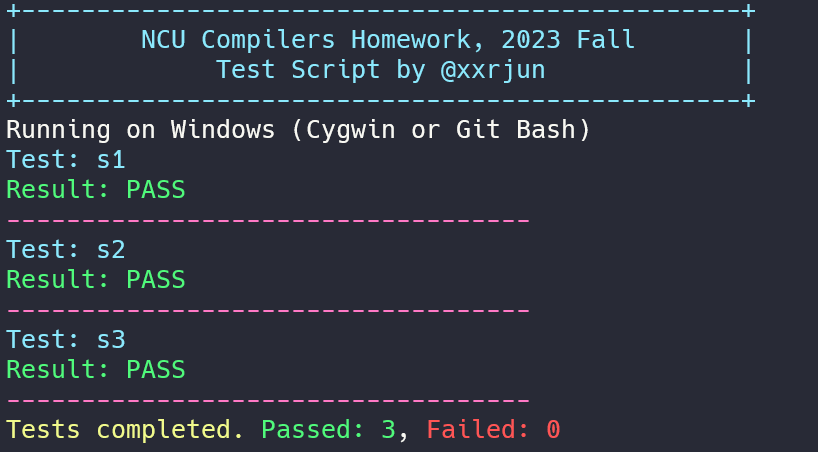 +------------------------------------------------+
|        NCU Compilers Homework, 2023 Fall       |
|             Test Script by @xxrjun             |
+------------------------------------------------+
Running on Windows (Cygwin or Git Bash)
Test: s1
Result: PASS
-----------------------------------
Test: s2
Result: PASS
-----------------------------------
Test: s3
Result: PASS
-----------------------------------
Tests completed. Passed: 3, Failed: 0